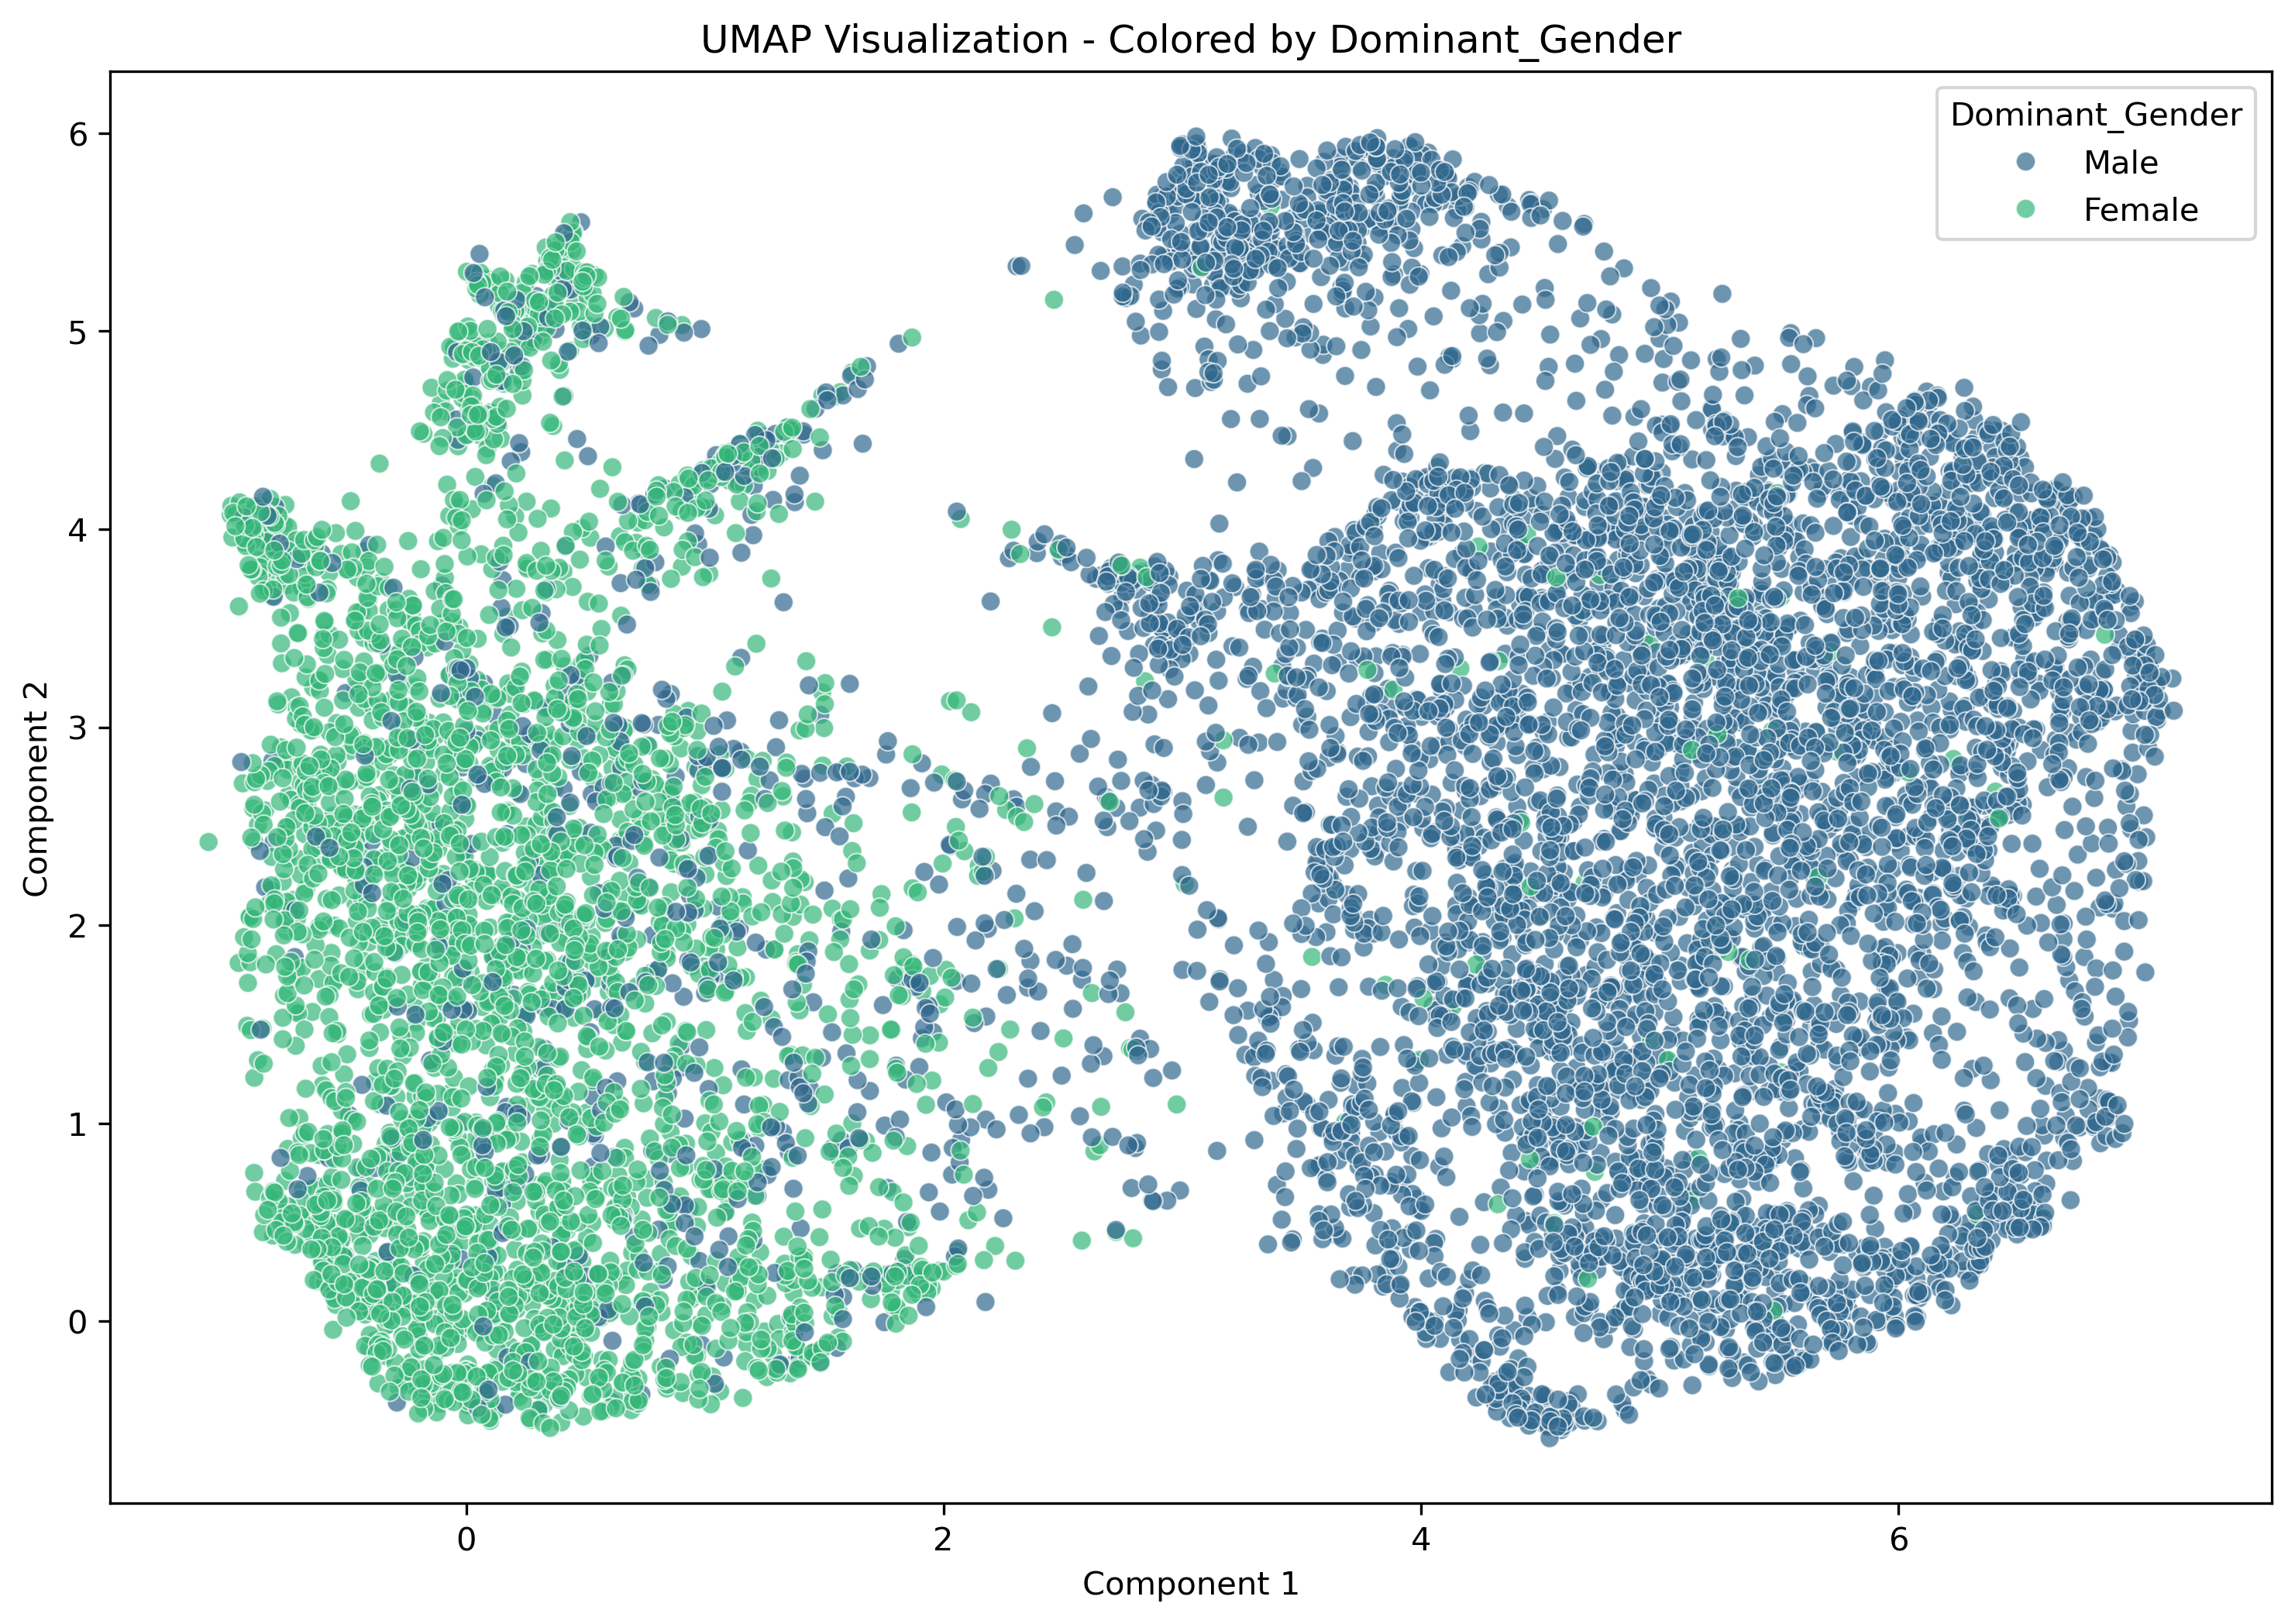 UMAP Visualization - Colored by Dominant_Gender
Dominant_Gender
Male
Female
6
5
4
3
2
1
0
Component 2
0
2
4
6
Component 1